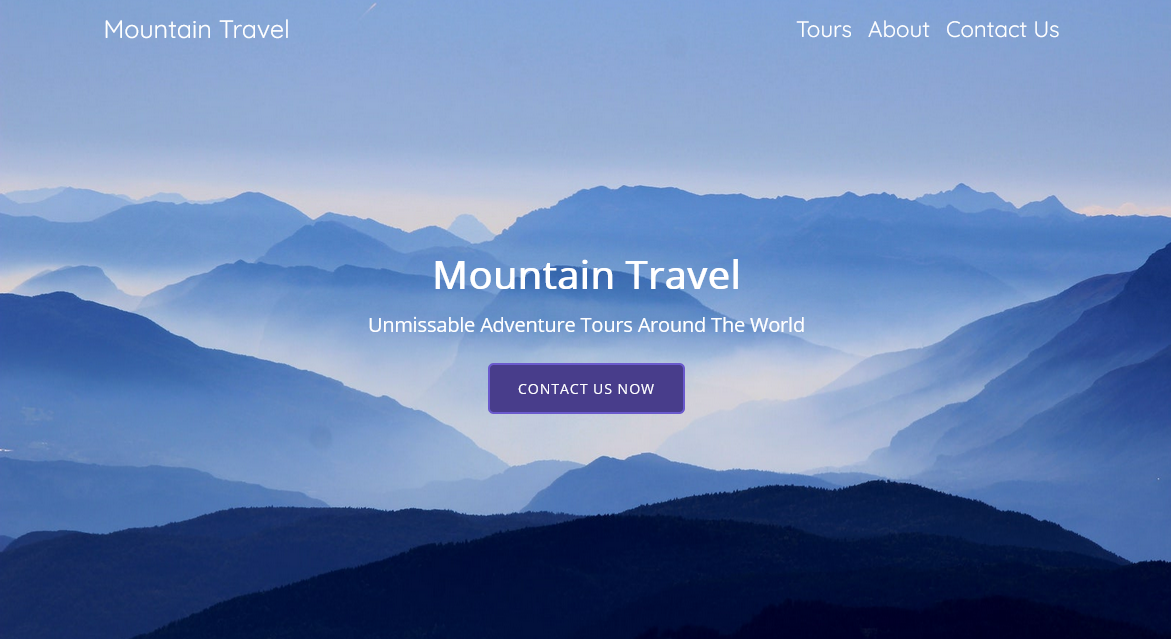 Mountain Travel
Tours About Contact Us
Mountain Travel
Unmissable Adventure Tours Around The World
CONTACT US NOW